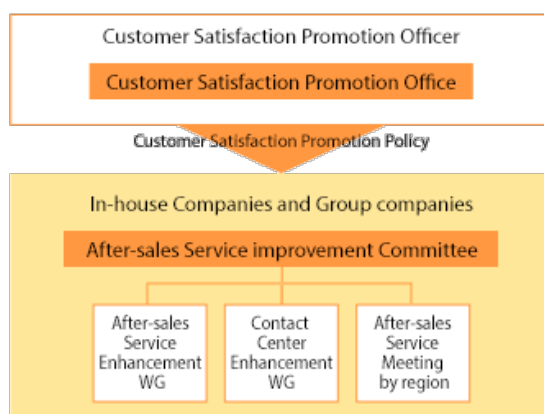 Customer Satisfaction Promotion Officer
Customer Satisfaction Promotion Office
Customer Satisfaction Promotion Policy
In-house Companies and Group companies
After-sales Service improvement Committee
After-sales
Service
Enhancement
WG
Contact
Center
Enhancement
WG
After-sales
Service
Meeting
by region